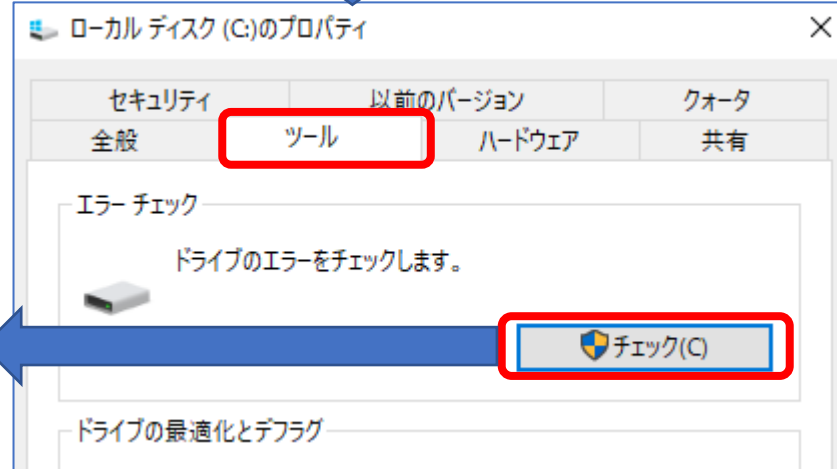 ローカル ディスク (C:)のプロパティ
セキュリティ 以前のバージョン クォータ
全般 ツール ハードウェア 共有
エラー チェック
ドライブのエラーをチェックします。
チェック(C)
ドライブの最適化とデフラグ